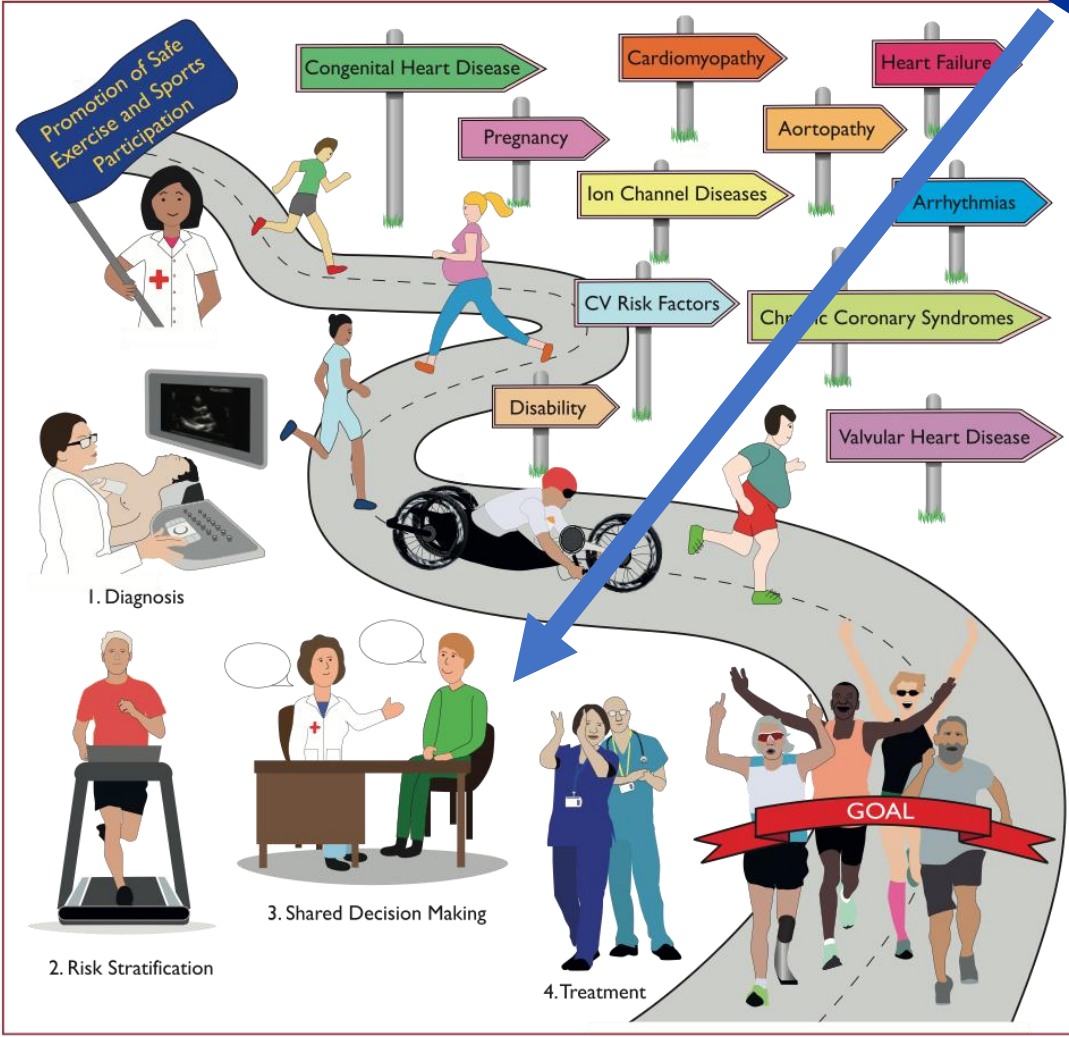 Promotion of Safe
Exercise and Sports
Participation
Congenital Heart Disease
Cardiomyopathy
Heart Failure
Pregnancy
Aortopathy
Ion Channel Diseases
Arrhythmias
CV Risk Factors
Chronic Coronary Syndromes
Disability
Valvular Heart Disease
1. Diagnosis
2. Risk Stratification
3. Shared Decision Making
4. Treatment
GOAL